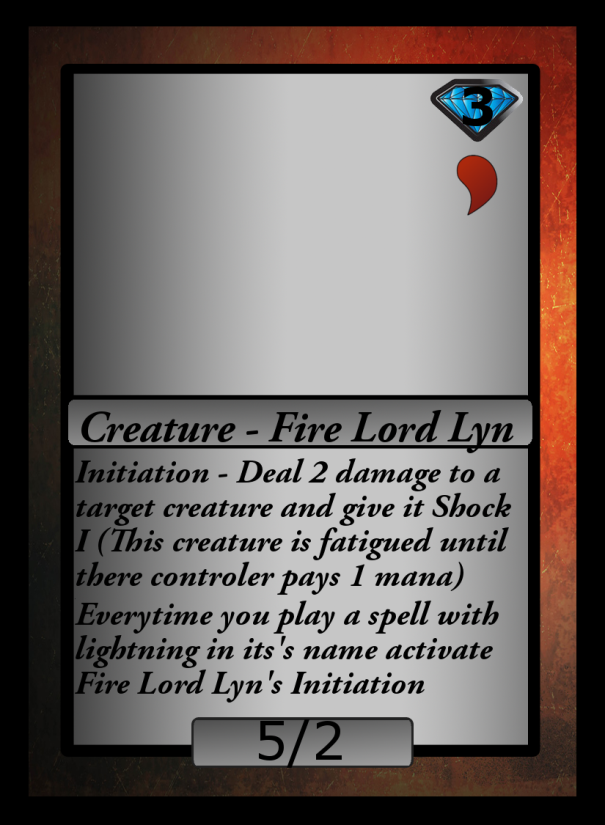 3
Creature - Fire Lord Lyn
Initiation - Deal 2 damage to a
target creature and give it Shock
I (This creature is fatigued until
there controler pays 1 mana)
Everytime you play a spell with
lightning in its's name activate
Fire Lord Lyn's Initiation
5/2